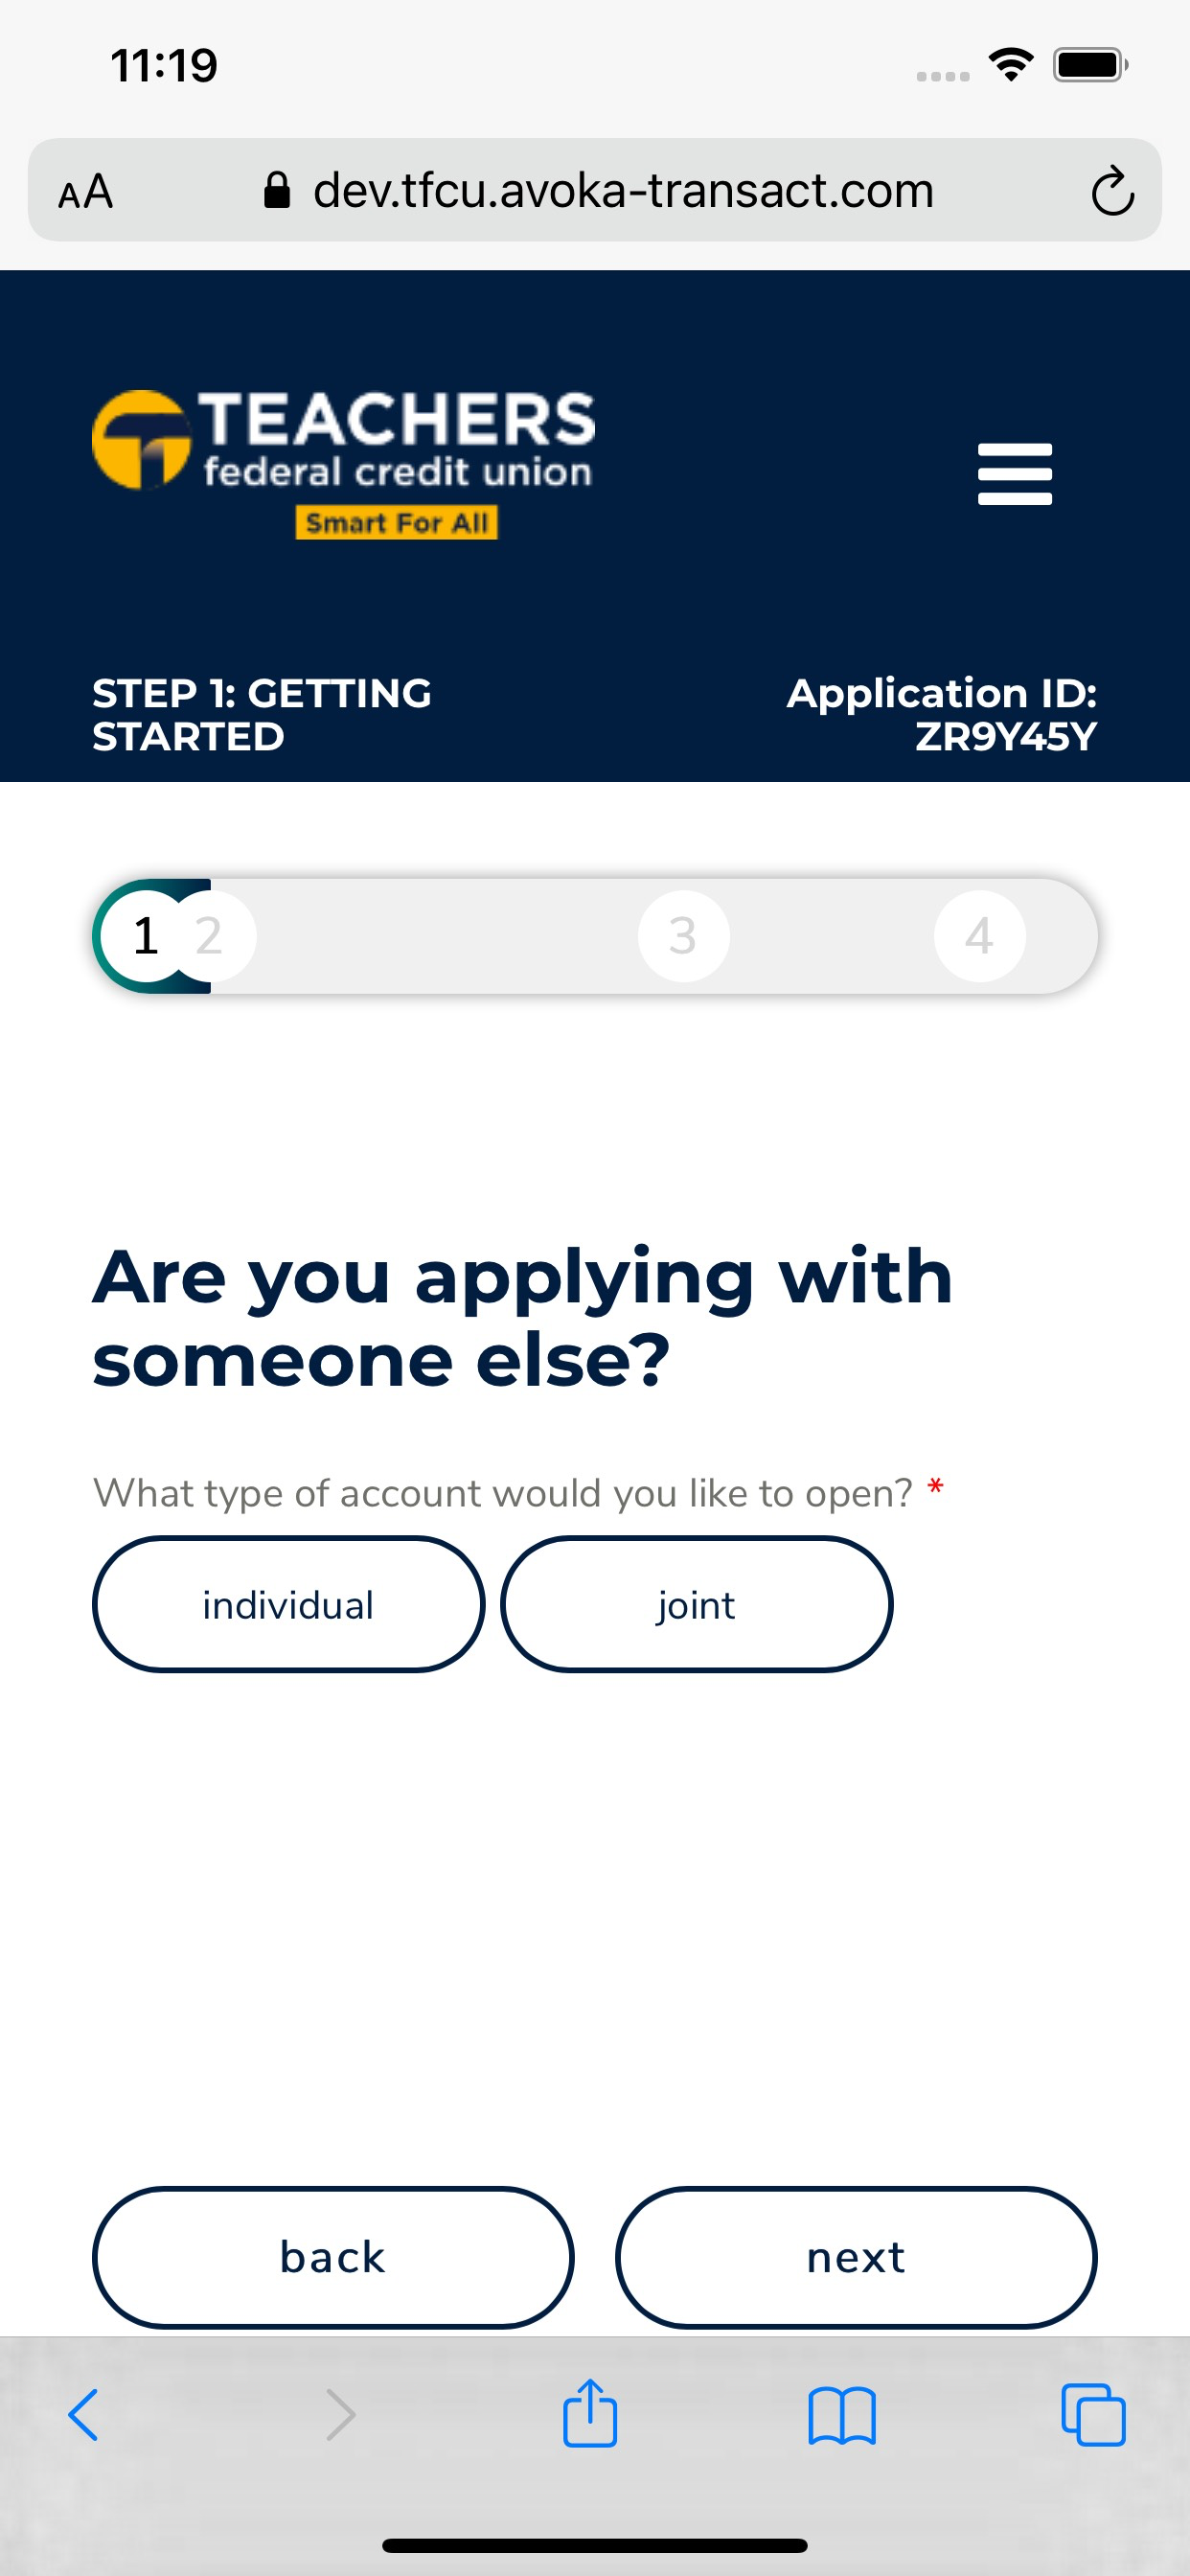 11:19
AA
dev.tfcu.avoka-transact.com
TEACHERS
federal credit union
Smart For All
STEP 1: GETTING
STARTED
Application ID:
ZR9Y45Y
1 2 3 4
Are you applying with
someone else?
What type of account would you like to open? *
individual joint
back next